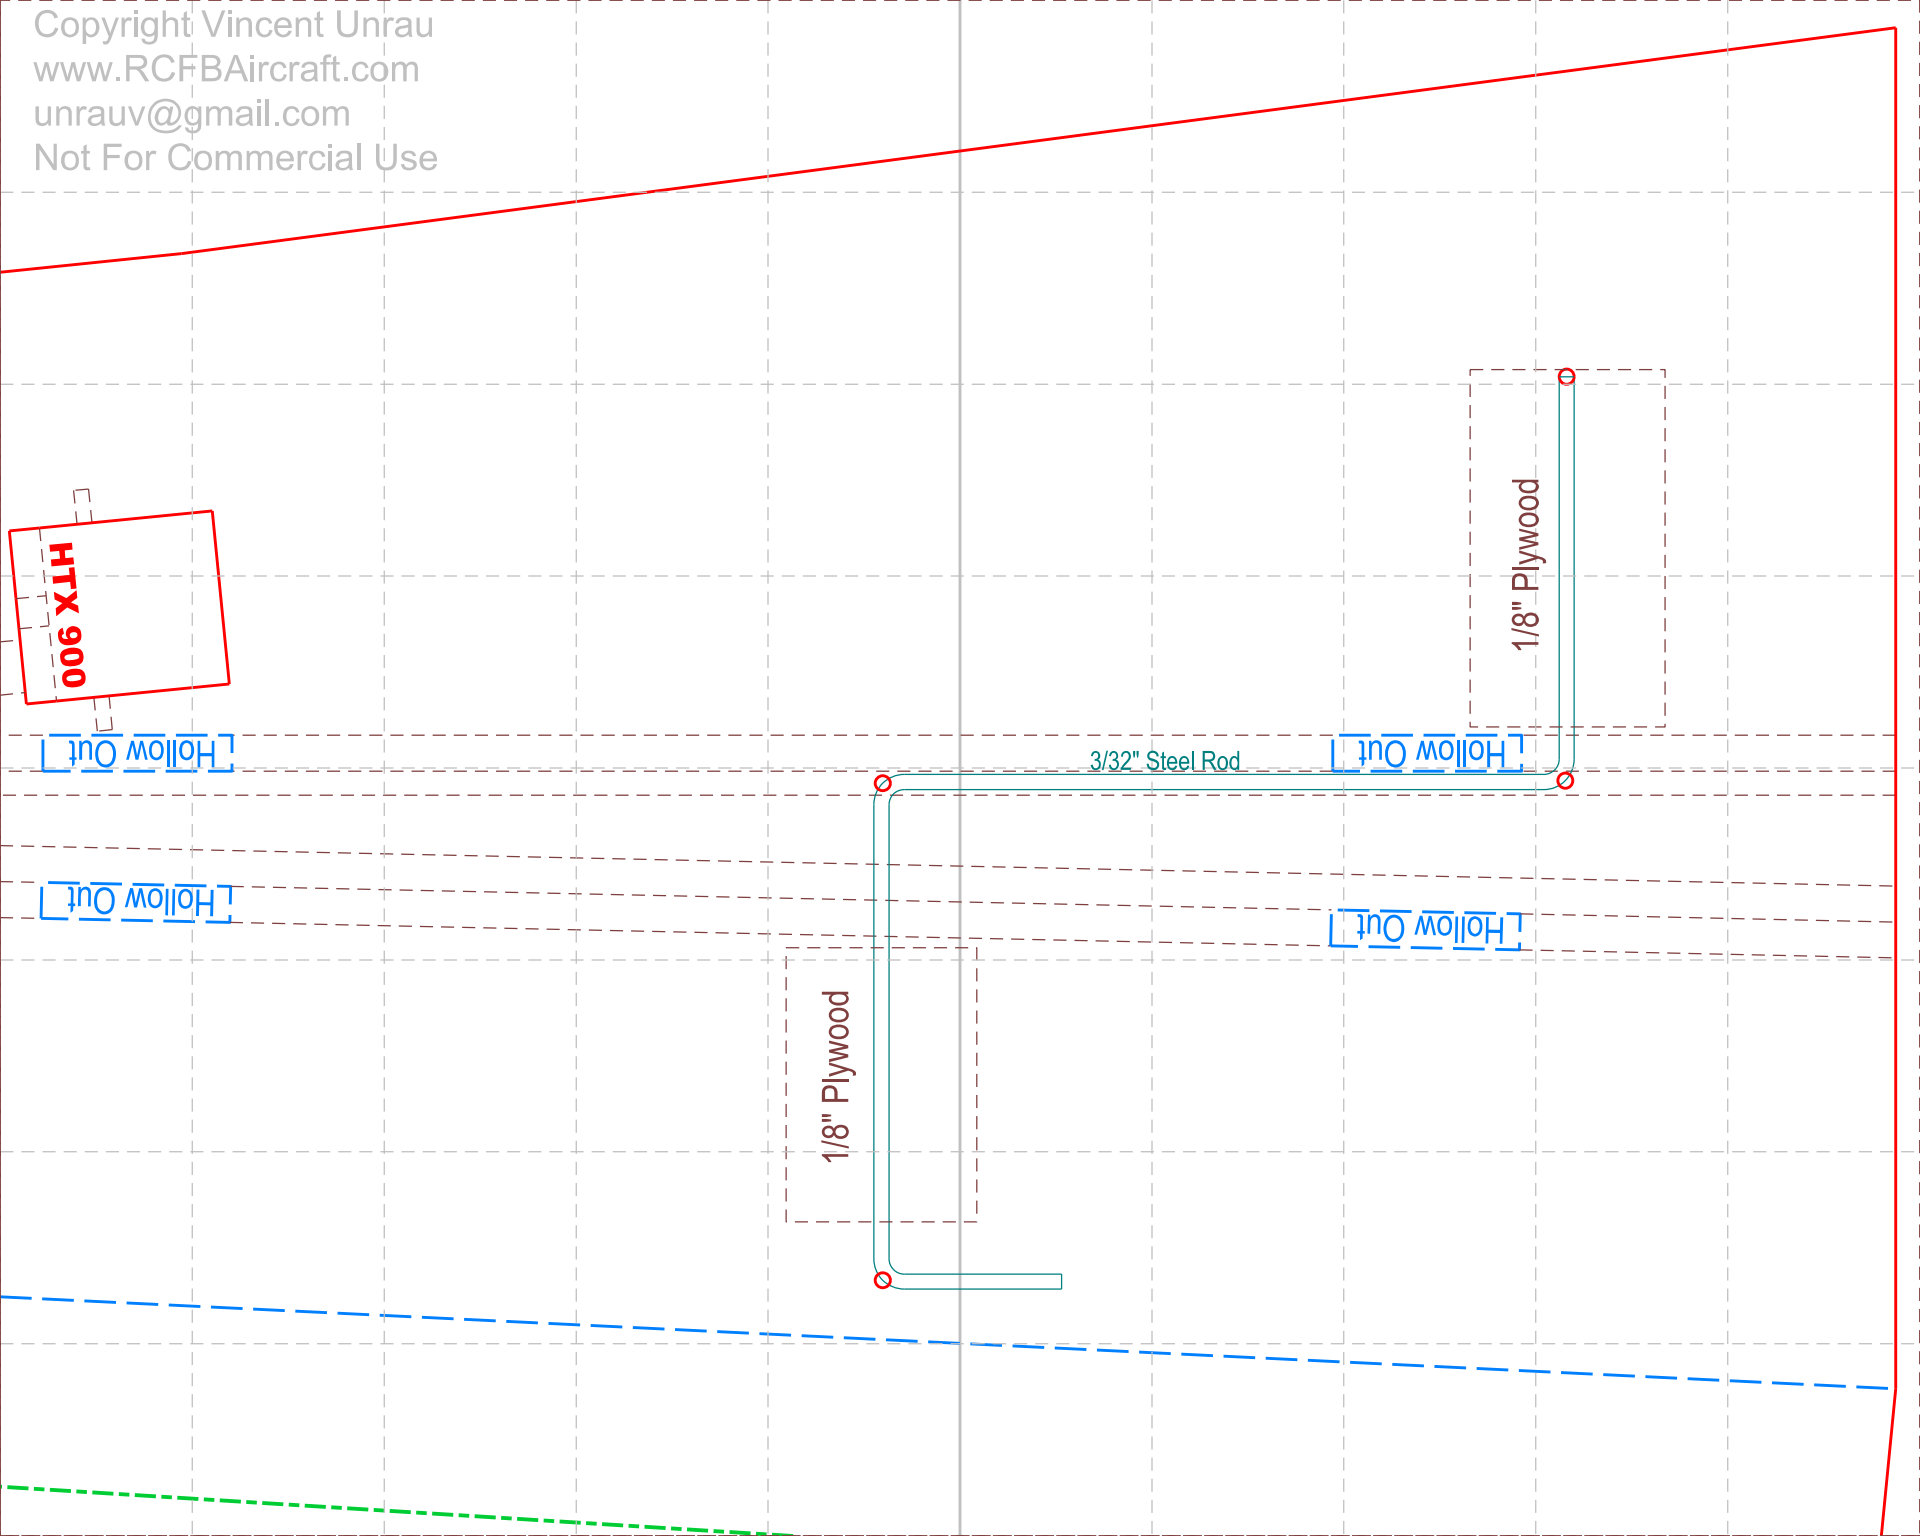 Copyright Vincent Unrau
www.RCFBAircraft.com
unrauv@gmail.com
Not For Commercial Use
1/8" Plywood
HTX 900
Hollow Out
3/32" Steel Rod
Hollow Out
Hollow Out
Hollow Out
1/8" Plywood